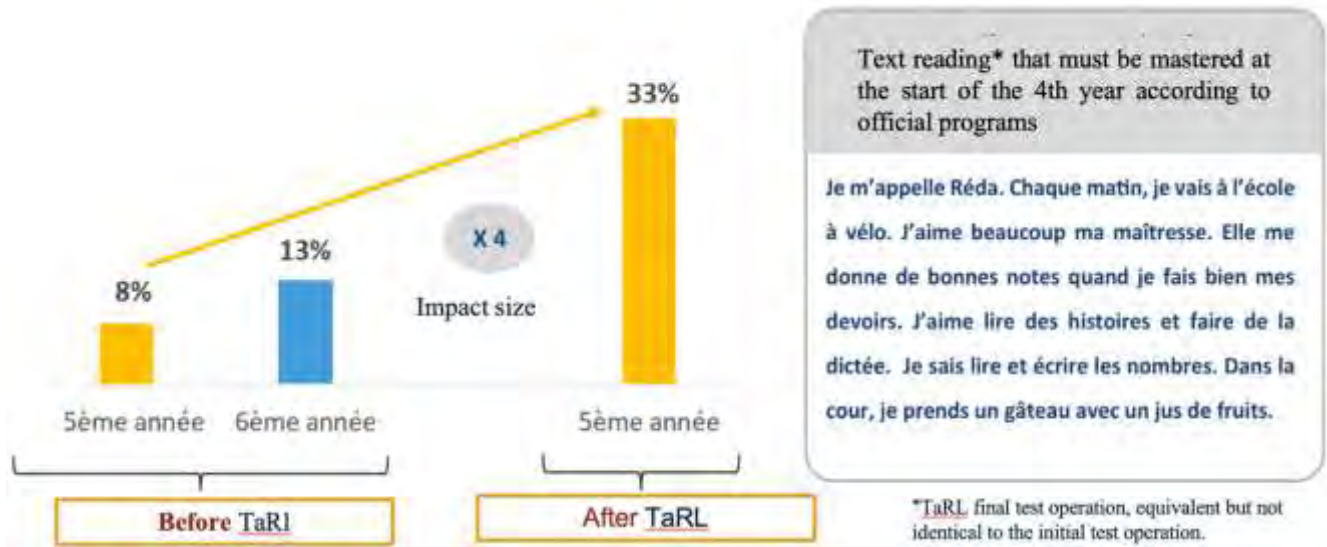 33%
X 4
13%
8%
Impact size
5ème année
6ème année
5ème année
Before TaRl
After TaRL
Text reading* that must be mastered at
the start of the 4th year according to
official programs
Je m'appelle Réda. Chaque matin, je vais à l'école
à vélo. J'aime beaucoup ma maîtresse. Elle me
donne de bonnes notes quand je fais bien mes
devoirs. J'aime lire des histoires et faire de la
dictée. Je sais lire et écrire les nombres. Dans la
cour, je prends un gâteau avec un jus de fruits.
*TaRL final test operation, equivalent but not
identical to the initial test operation.